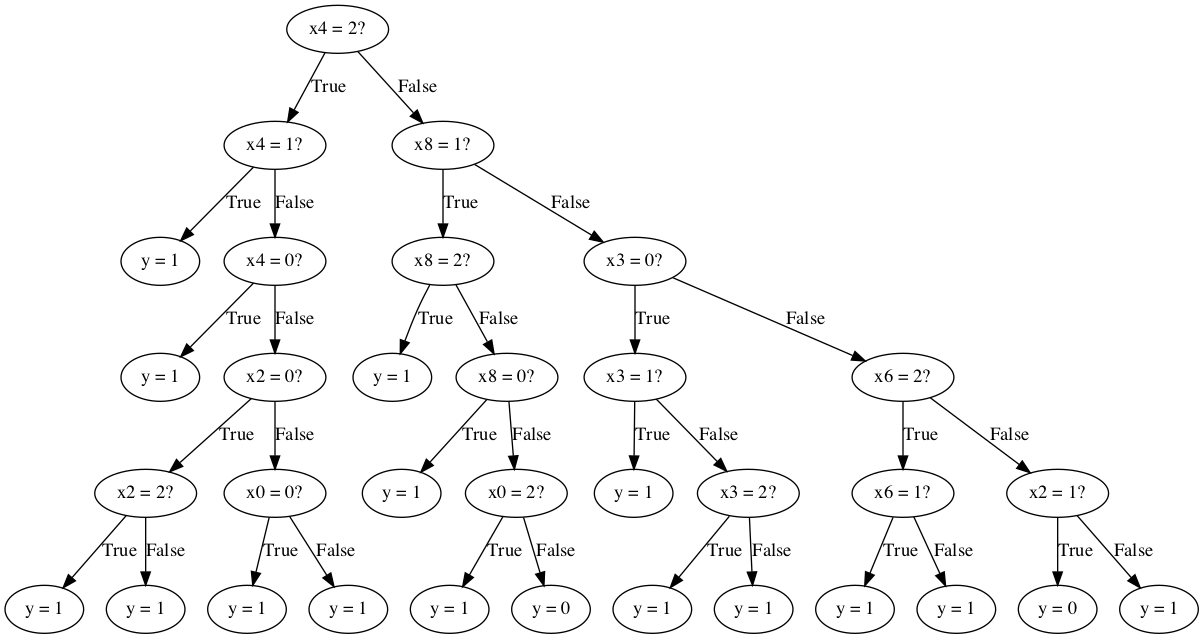 x4 = 2?
True
False
x4 = 1?
x8 = 1?
True
False
True
False
y = 1
x4 = 0?
x8 = 2?
x3 = 0?
True
False
True
False
True
False
y = 1
x2 = 0?
y = 1
x8 = 0?
x3 = 1?
x6 = 2?
True
False
True
False
True
False
True
False
x2 = 2?
x0 = 0?
y = 1
x0 = 2?
y = 1
x3 = 2?
x6 = 1?
x2 = 1?
True
False
True
False
True
False
True
False
True
False
True
False
y = 1
y = 1
y = 1
y = 1
y = 1
y = 0
y = 1
y = 1
y = 1
y = 1
y = 0
y = 1